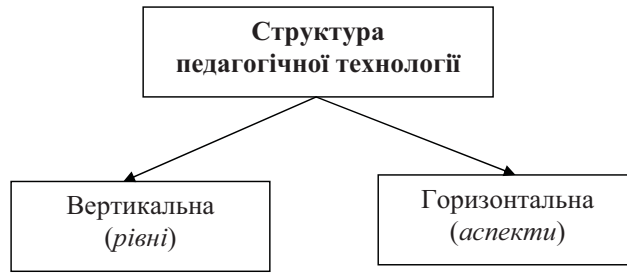 Структура
педагогічної технології
Вертикальна
(рівні)
Горизонтальна
(аспекти)